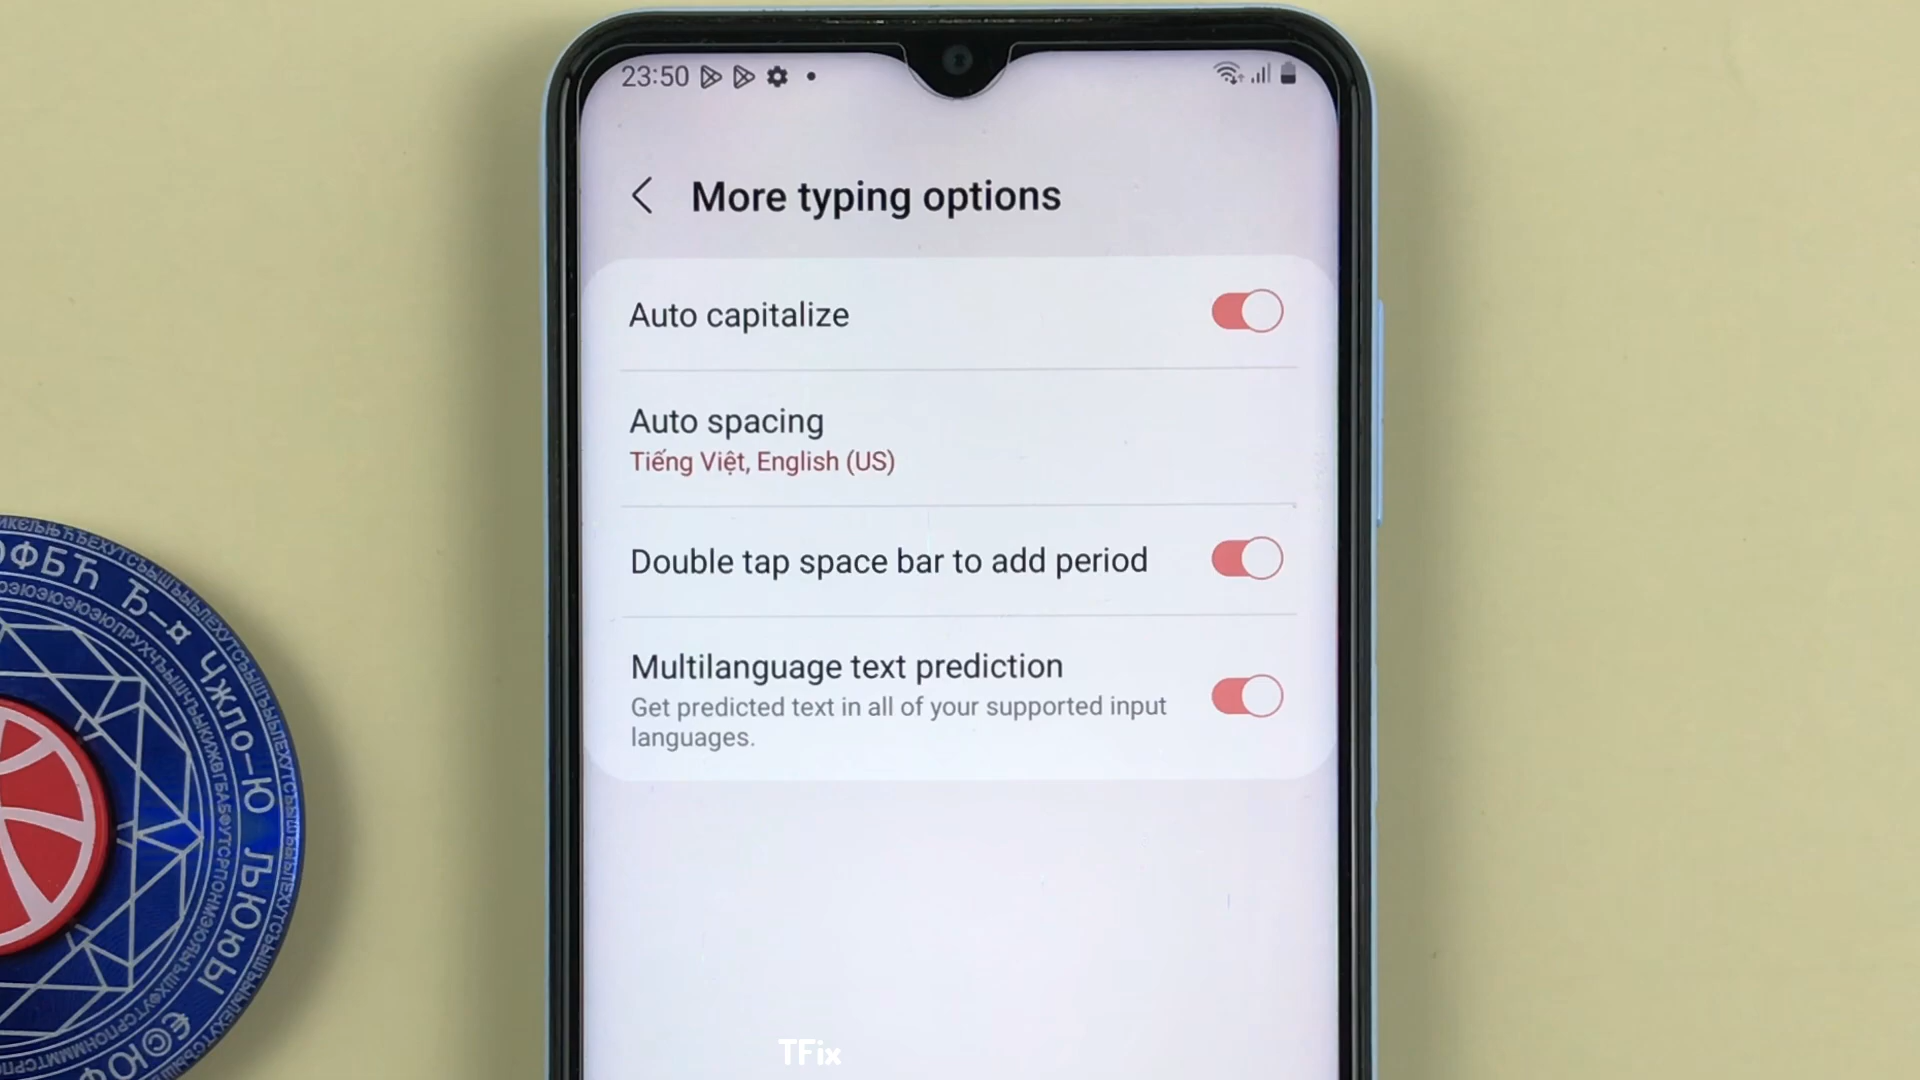 23:50
More typing options
Auto capitalize
Auto spacing
Tiếng Việt, English (US)
Double tap space bar to add period
Multilanguage text prediction
Get predicted text in all of your supported input
languages.
TFix